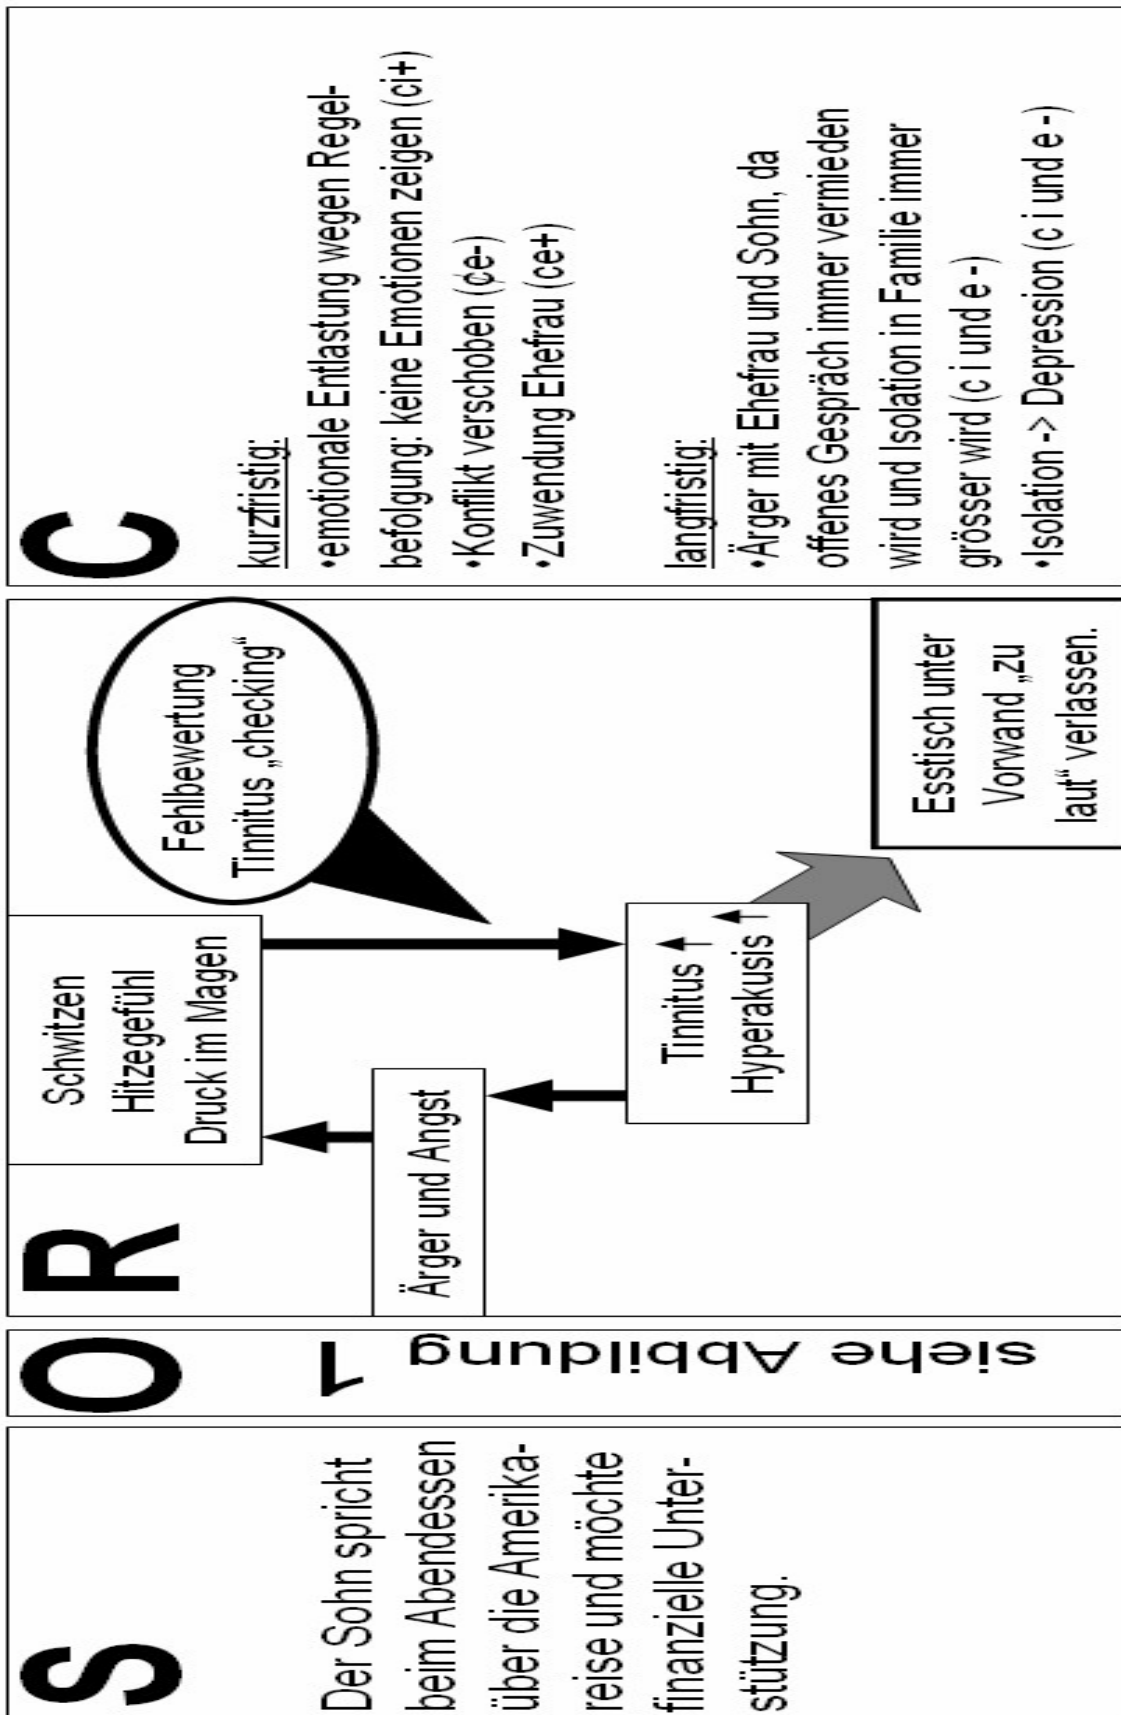 S
Der Sohn spricht
beim Abendessen
über die Amerika-
reise und möchte
finanzielle Unter-
stützung.
O
siehe Abbildung 1
R
Schwitzen
Hitzegefühl
Druck im Magen
Fehlbewertung
Tinnitus „checking“
Ärger und Angst
Tinnitus ↑
Hyperakusis ↑
Esstisch unter
Vorwand „zu
laut“ verlassen.
C
kurzfristig:
•emotionale Entlastung wegen Regel-
befolgung: keine Emotionen zeigen (ci+)
•Konflikt verschoben (¢e-)
•Zuwendung Ehefrau (ce+)
langfristig:
•Ärger mit Ehefrau und Sohn, da
offenes Gespräch immer vermieden
wird und Isolation in Familie immer
grösser wird (c i und e -)
•Isolation -> Depression (c i und e -)